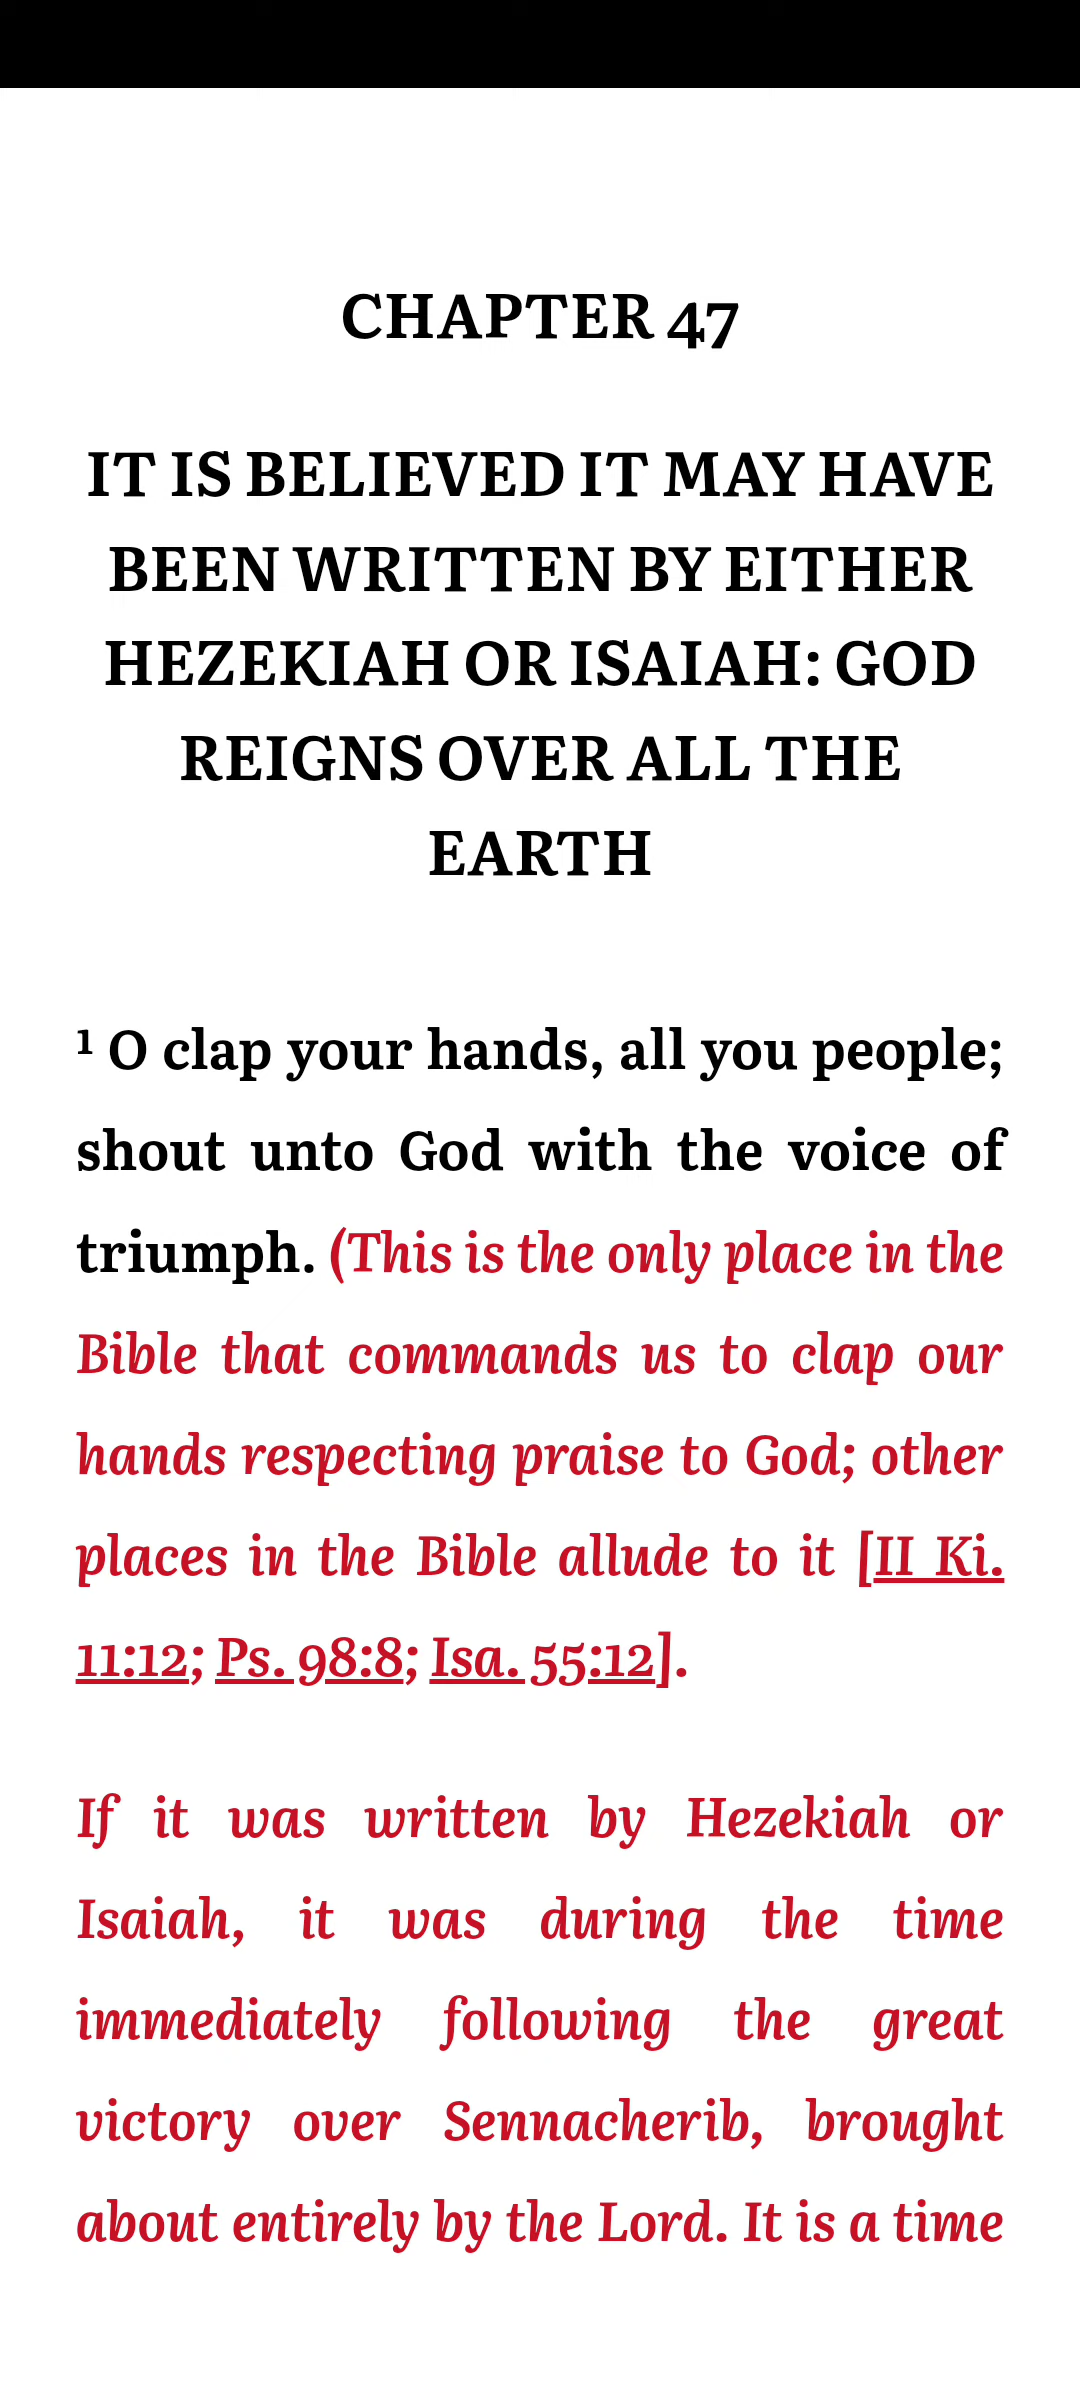 CHAPTER 47
IT IS BELIEVED IT MAY HAVE
BEEN WRITTEN BY EITHER
HEZEKIAH OR ISAIAH: GOD
REIGNS OVER ALL THE
EARTH
¹ O clap your hands, all you people;
shout unto God with the voice of
triumph. (This is the only place in the
Bible that commands us to clap our
hands respecting praise to God; other
places in the Bible allude to it [II Ki.
11:12; Ps. 98:8; Isa. 55:12].
If it was written by Hezekiah or
Isaiah, it was during the time
immediately following the great
victory over Sennacherib, brought
about entirely by the Lord. It is a time